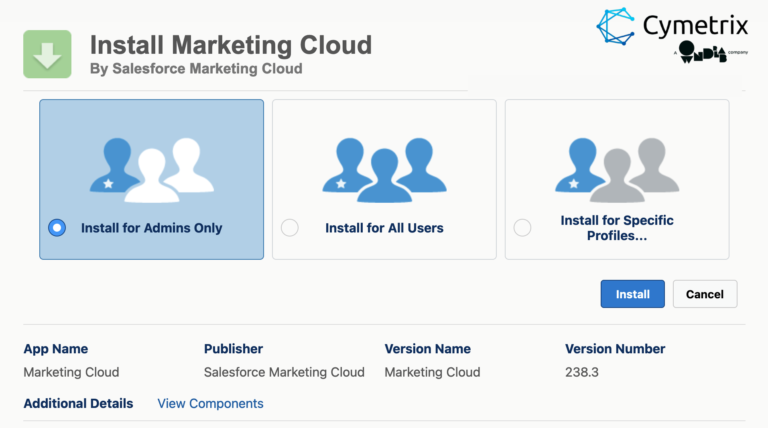 Cymetrix
A ONDLB company
Install Marketing Cloud
By Salesforce Marketing Cloud
Install for Admins Only
Install for All Users
Install for Specific
Profiles...
Install
Cancel
App Name
Publisher
Version Name
Version Number
Marketing Cloud
Salesforce Marketing Cloud
Marketing Cloud
238.3
Additional Details
View Components